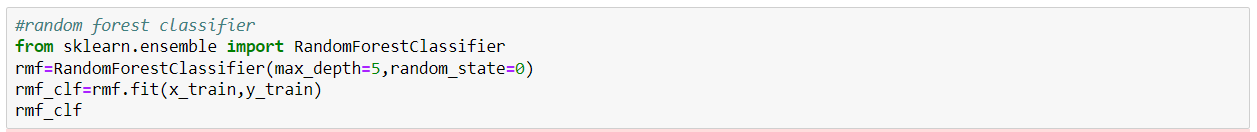 #random forest classifier
from sklearn.ensemble import RandomForestClassifier
rmf=RandomForestClassifier(max_depth=5,random_state=0)
rmf_clf=rmf.fit(x_train,y_train)
rmf_clf